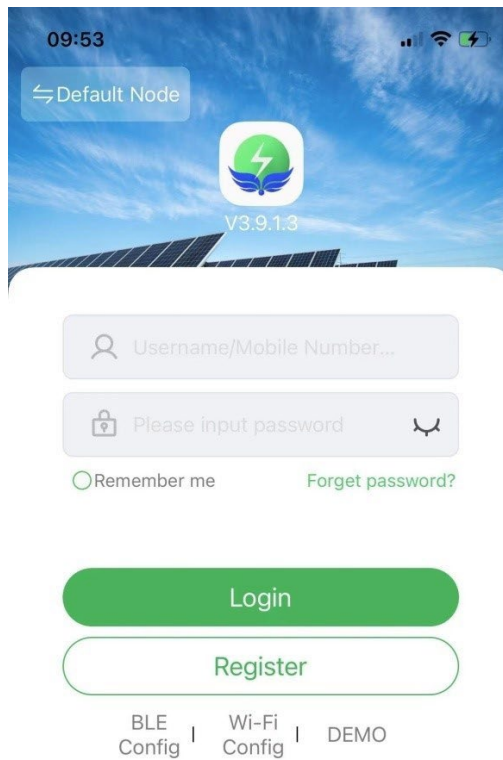 09:53
Default Node
V3.9.1.3
Username/Mobile Number...
Please input password
Remember me
Forget password?
Login
Register
BLE
Config
Wi-Fi
Config
DEMO